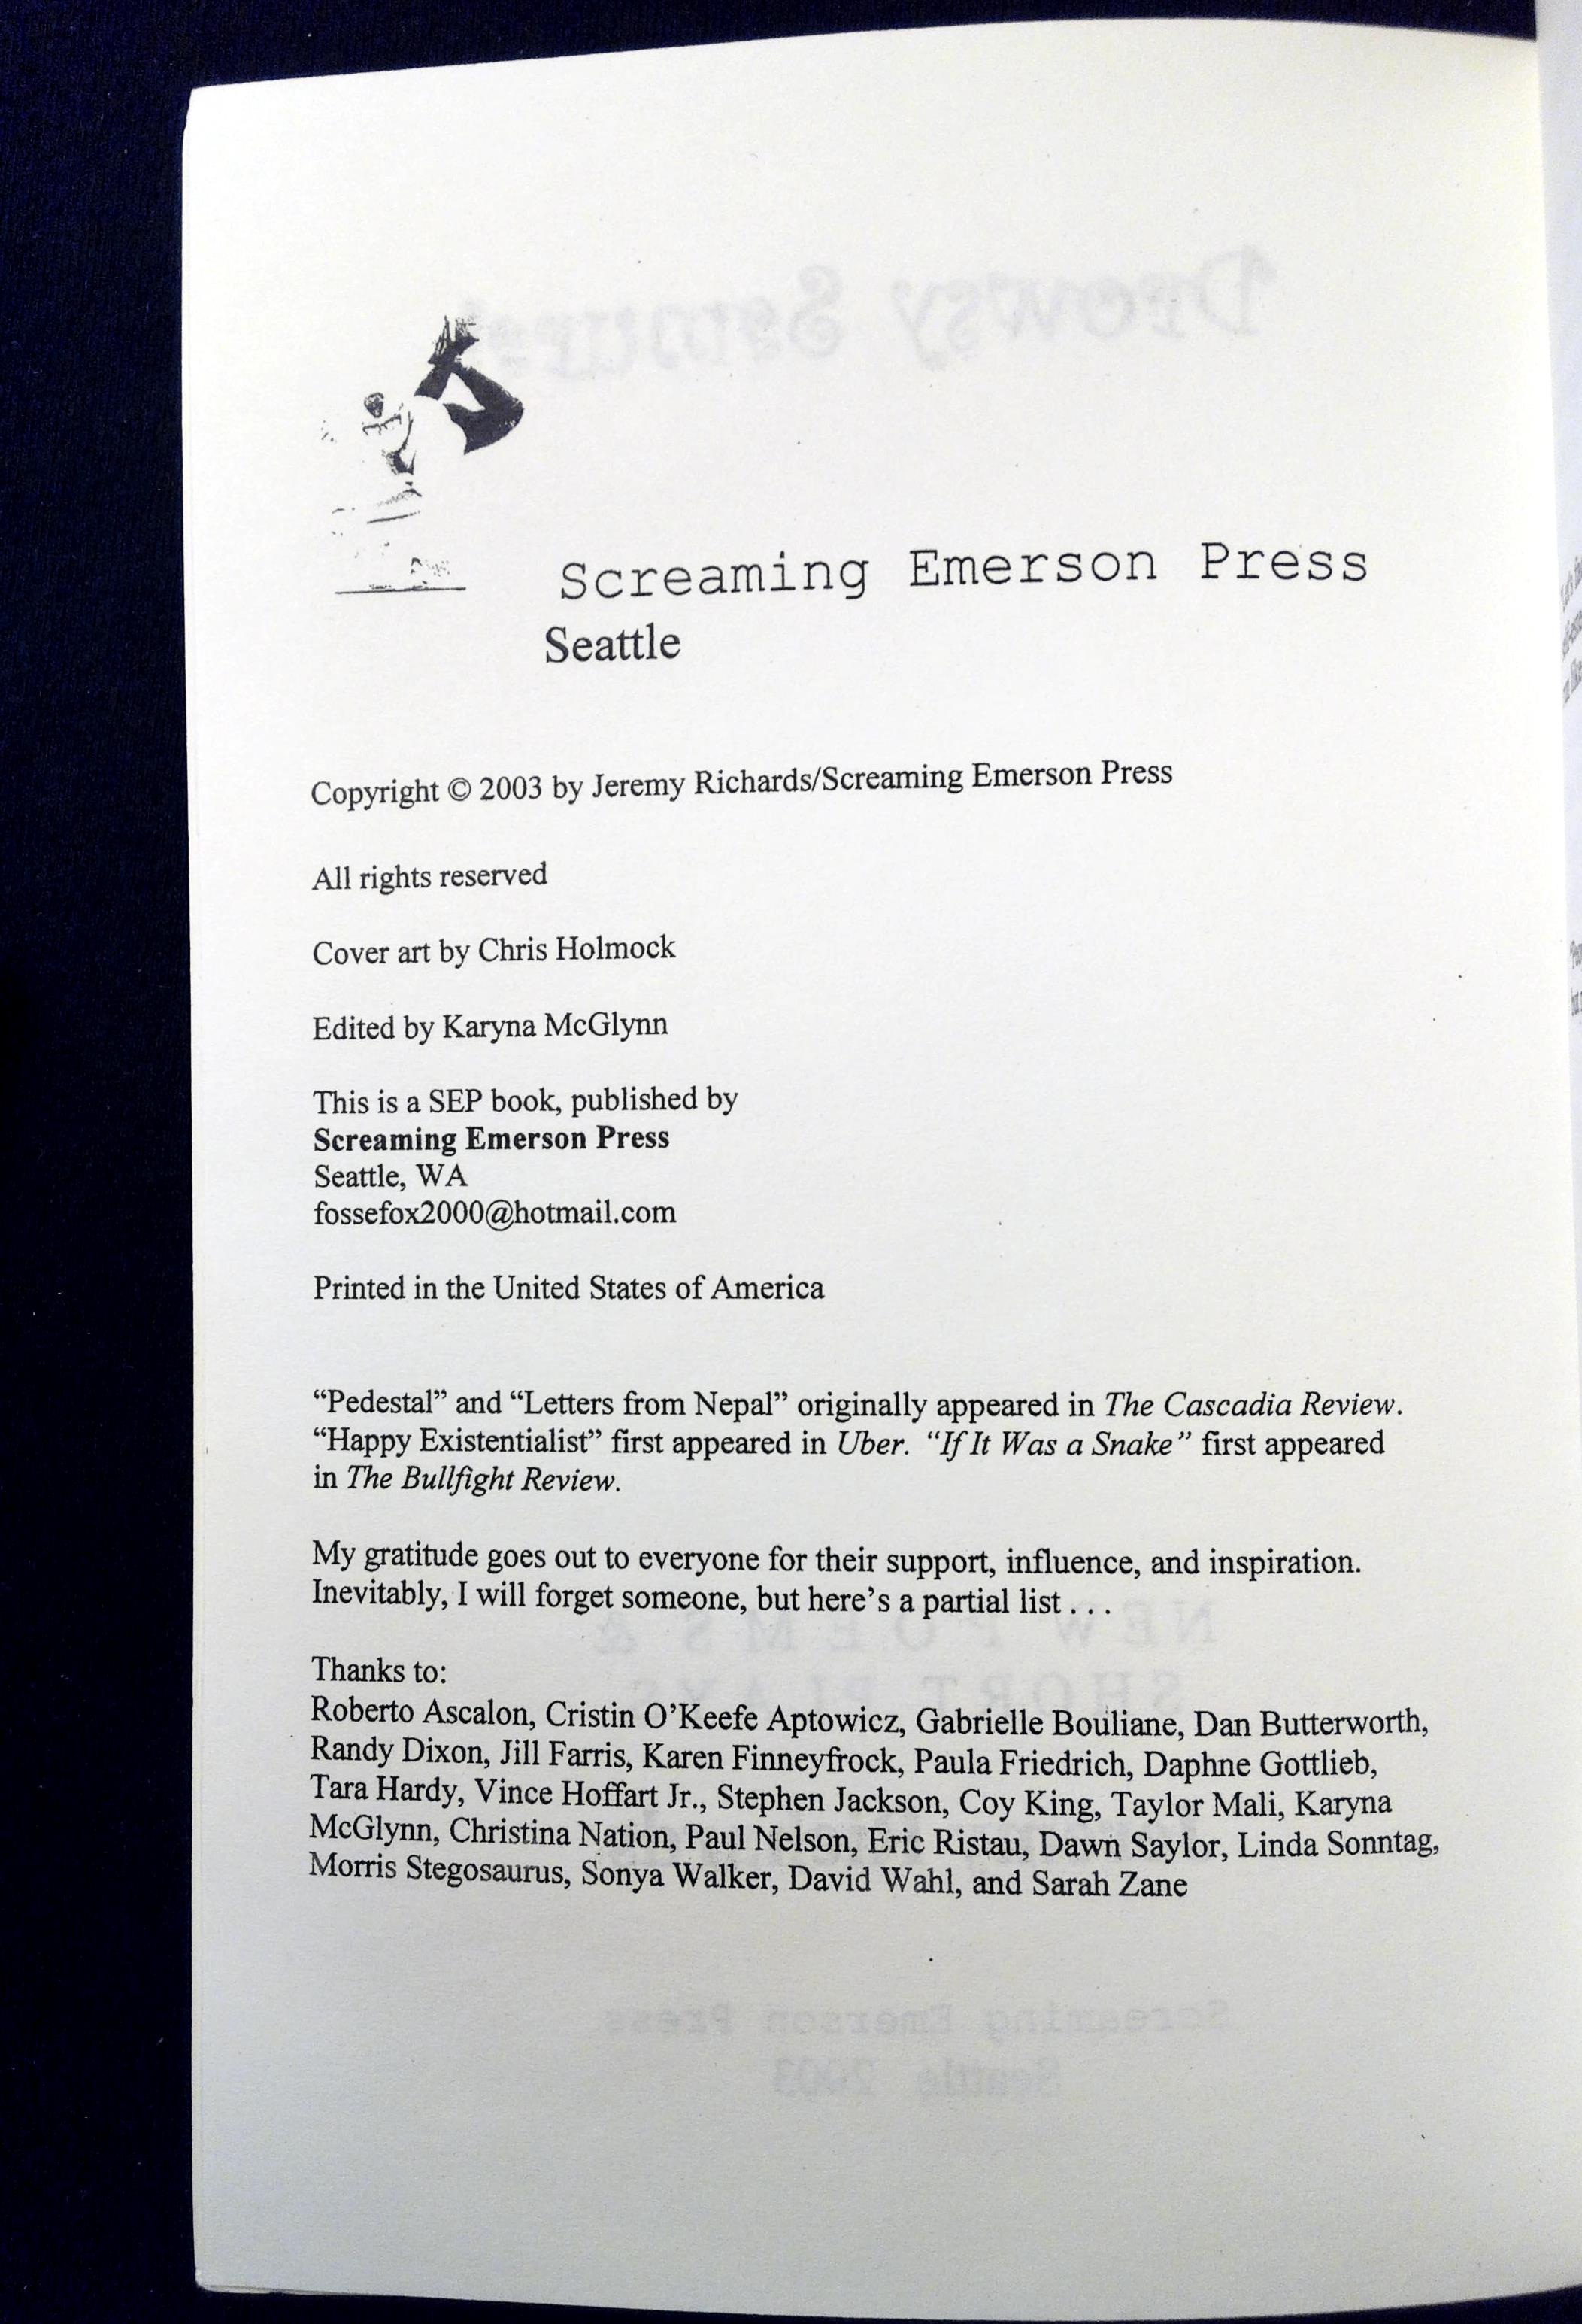 Screaming Emerson Press
Seattle
Copyright © 2003 by Jeremy Richards/Screaming Emerson Press
All rights reserved
Cover art by Chris Holmock
Edited by Karyna McGlynn
This is a SEP book, published by
Screaming Emerson Press
Seattle, WA
fossefox2000@hotmail.com
Printed in the United States of America
“Pedestal” and “Letters from Nepal” originally appeared in The Cascadia Review.
“Happy Existentialist” first appeared in Uber. “If It Was a Snake” first appeared
in The Bullfight Review.
My gratitude goes out to everyone for their support, influence, and inspiration.
Inevitably, I will forget someone, but here’s a partial list . . .
Thanks to:
Roberto Ascalon, Cristin O’Keefe Aptowicz, Gabrielle Bouliane, Dan Butterworth,
Randy Dixon, Jill Farris, Karen Finneyfrock, Paula Friedrich, Daphne Gottlieb,
Tara Hardy, Vince Hoffart Jr., Stephen Jackson, Coy King, Taylor Mali, Karyna
McGlynn, Christina Nation, Paul Nelson, Eric Ristau, Dawn Saylor, Linda Sonntag,
Morris Stegosaurus, Sonya Walker, David Wahl, and Sarah Zane